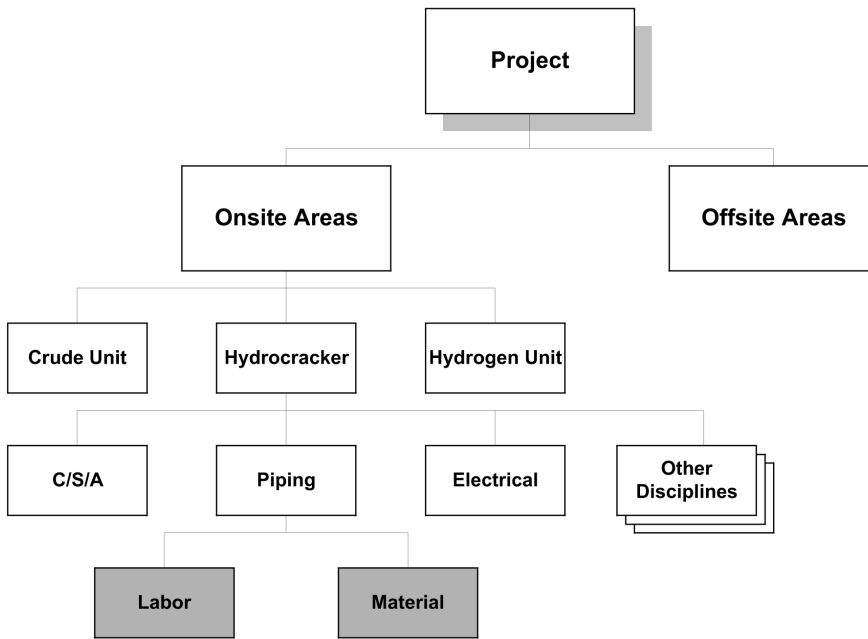 Project
Onsite Areas
Offsite Areas
Crude Unit
Hydrocracker
Hydrogen Unit
C/S/A
Piping
Electrical
Other
Disciplines
Labor
Material